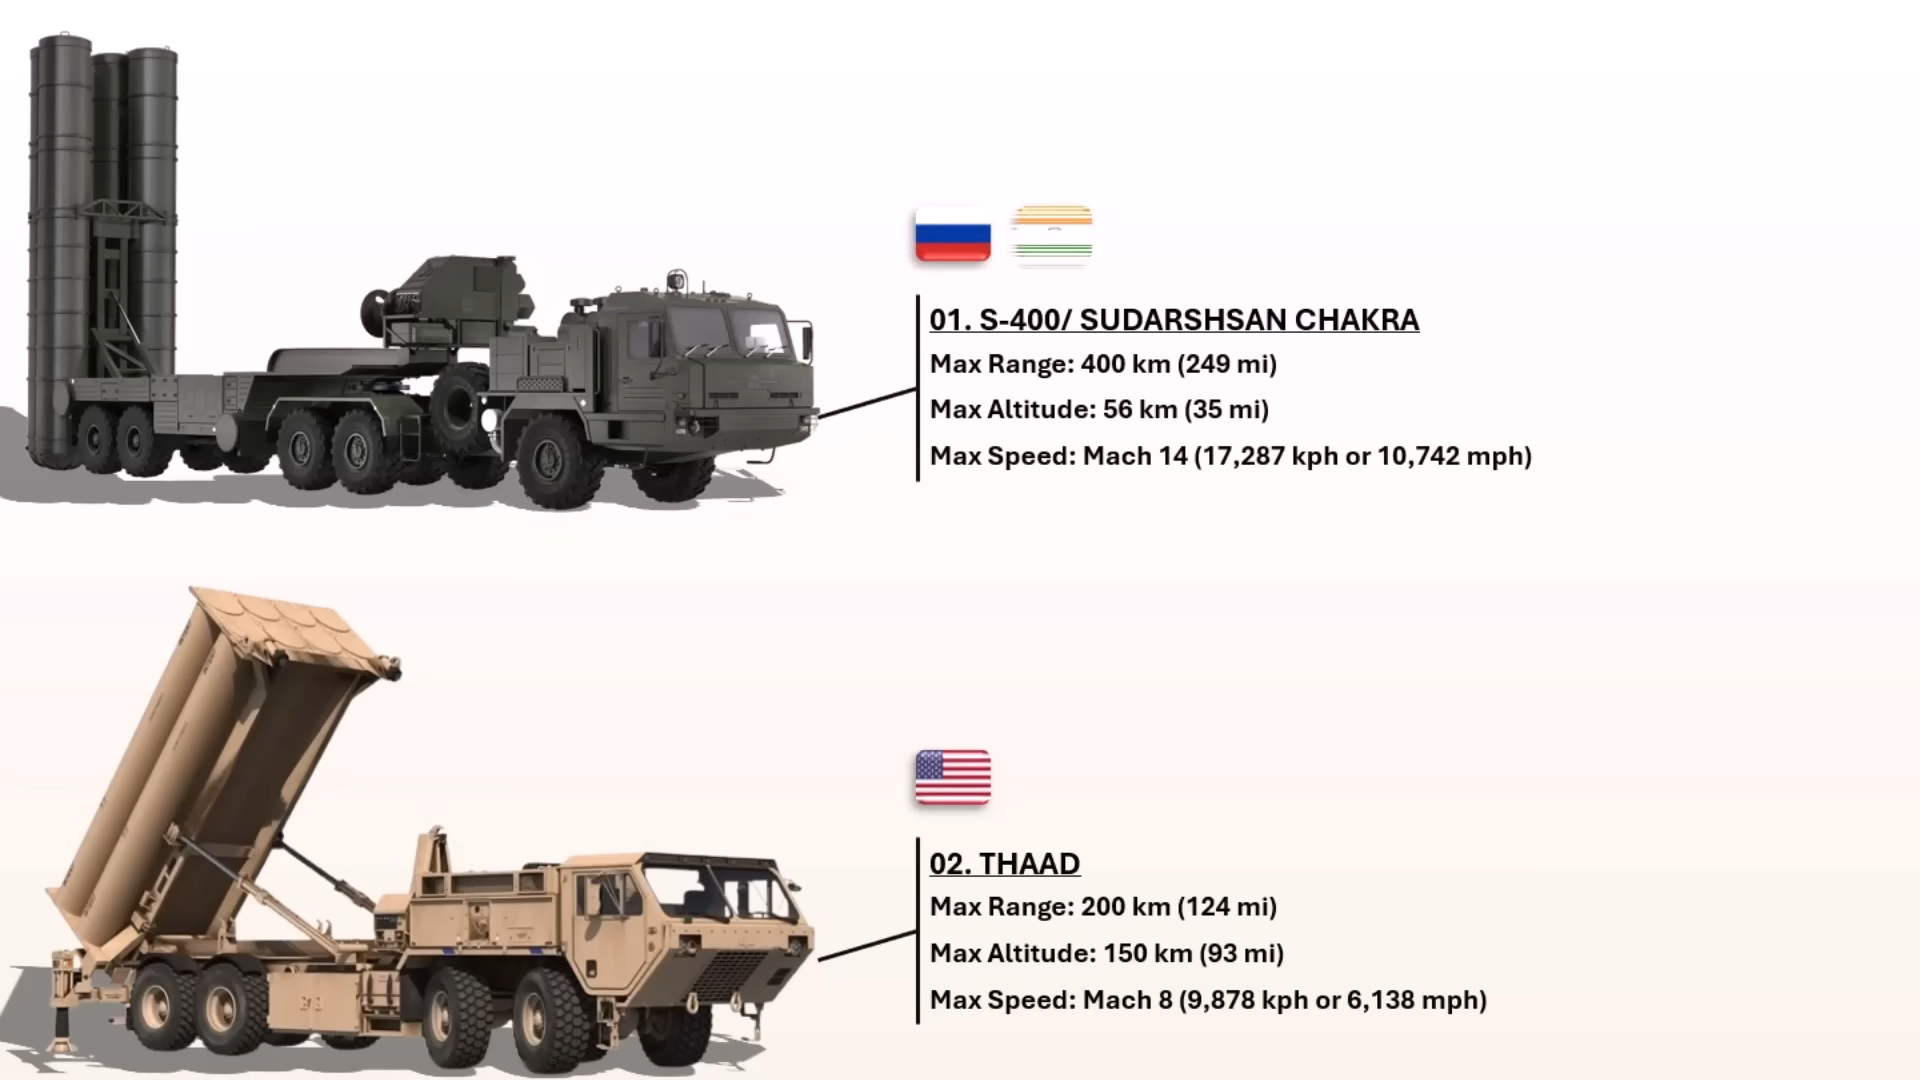 01. S-400/ SUDARSHSAN CHAKRA
Max Range: 400 km (249 mi)
Max Altitude: 56 km (35 mi)
Max Speed: Mach 14 (17,287 kph or 10,742 mph)
02. THAAD
Max Range: 200 km (124 mi)
Max Altitude: 150 km (93 mi)
Max Speed: Mach 8 (9,878 kph or 6,138 mph)